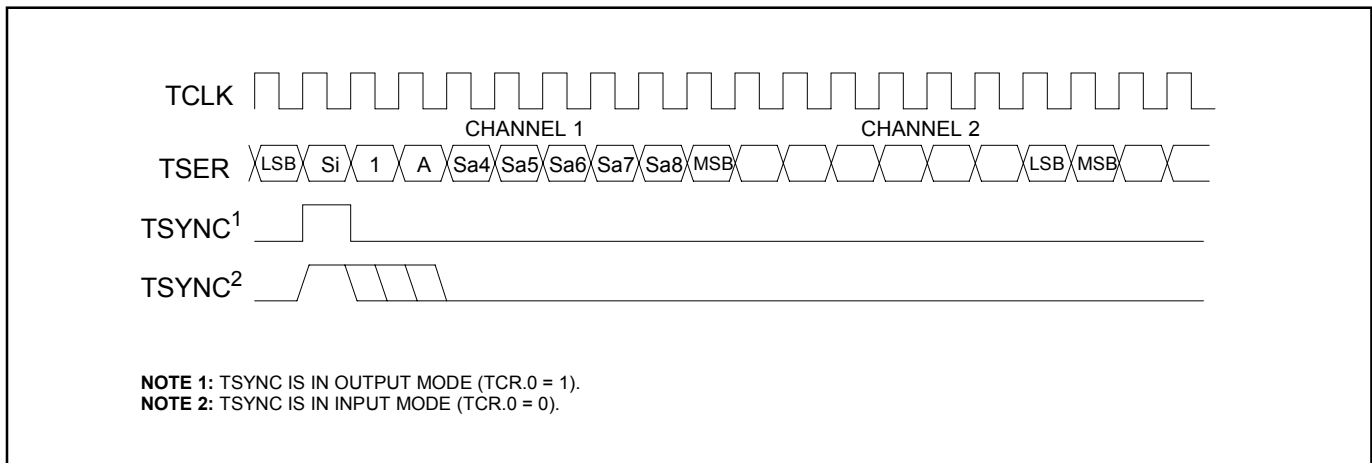 TCLK
CHANNEL 1 CHANNEL 2
TSER LSB Si 1 A Sa4 Sa5 Sa6 Sa7 Sa8 MSB LSB MSB
TSYNC1
TSYNC2
NOTE 1: TSYNC IS IN OUTPUT MODE (TCR.0 = 1).
NOTE 2: TSYNC IS IN INPUT MODE (TCR.0 = 0).